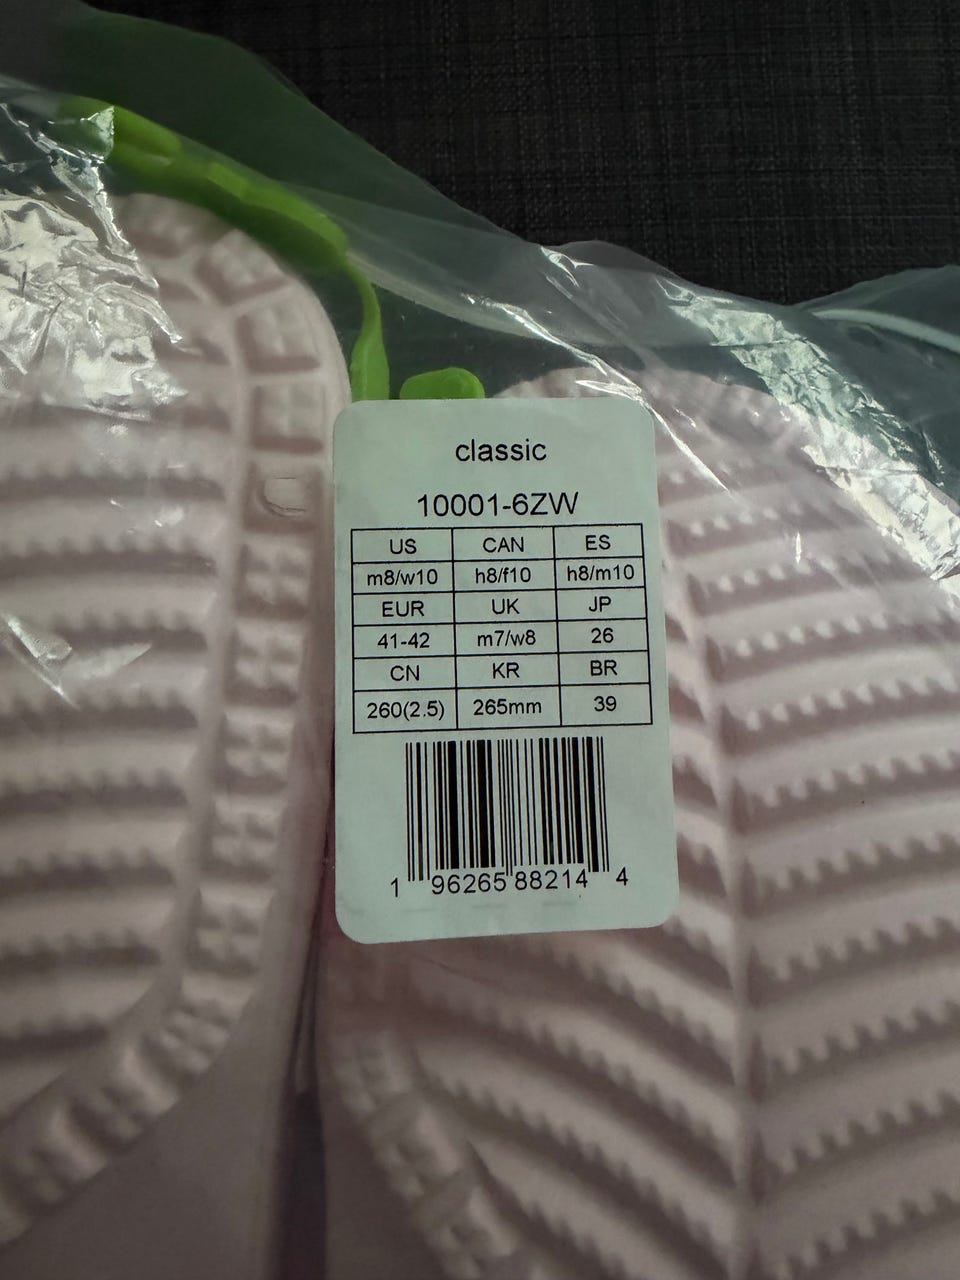 classic
10001-6ZW
US CAN ES
m8/w10 h8/f10 h8/m10
EUR UK JP
41-42 m7/w8 26
CN KR BR
260(2.5) 265mm 39
1 96265 88214 4